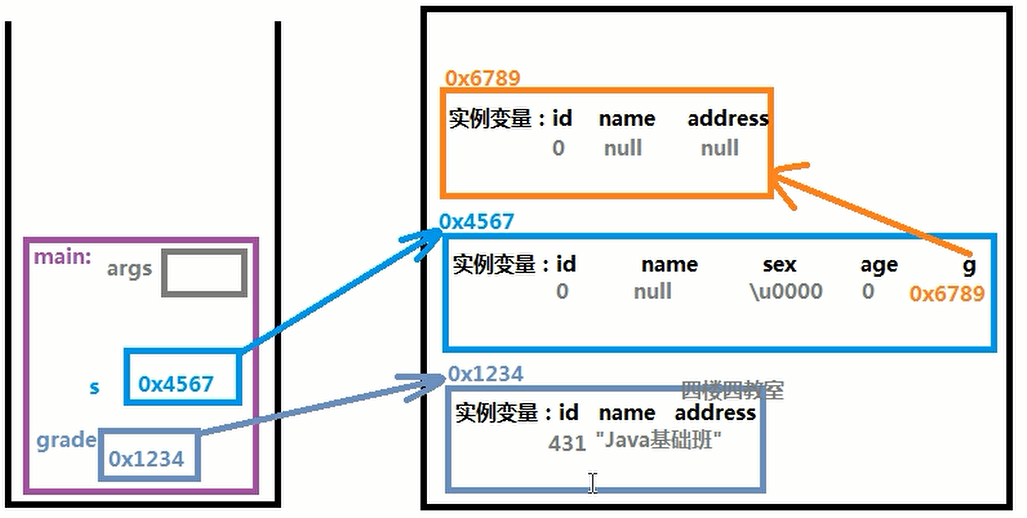 main:
args
s
0x4567
grade
0x1234
0x6789
实例变量：id name address
0 null null
0x4567
实例变量：id name sex age g
0 null \u0000 0 0x6789
0x1234
四楼四教室
实例变量：id name address
431 "Java基础班"